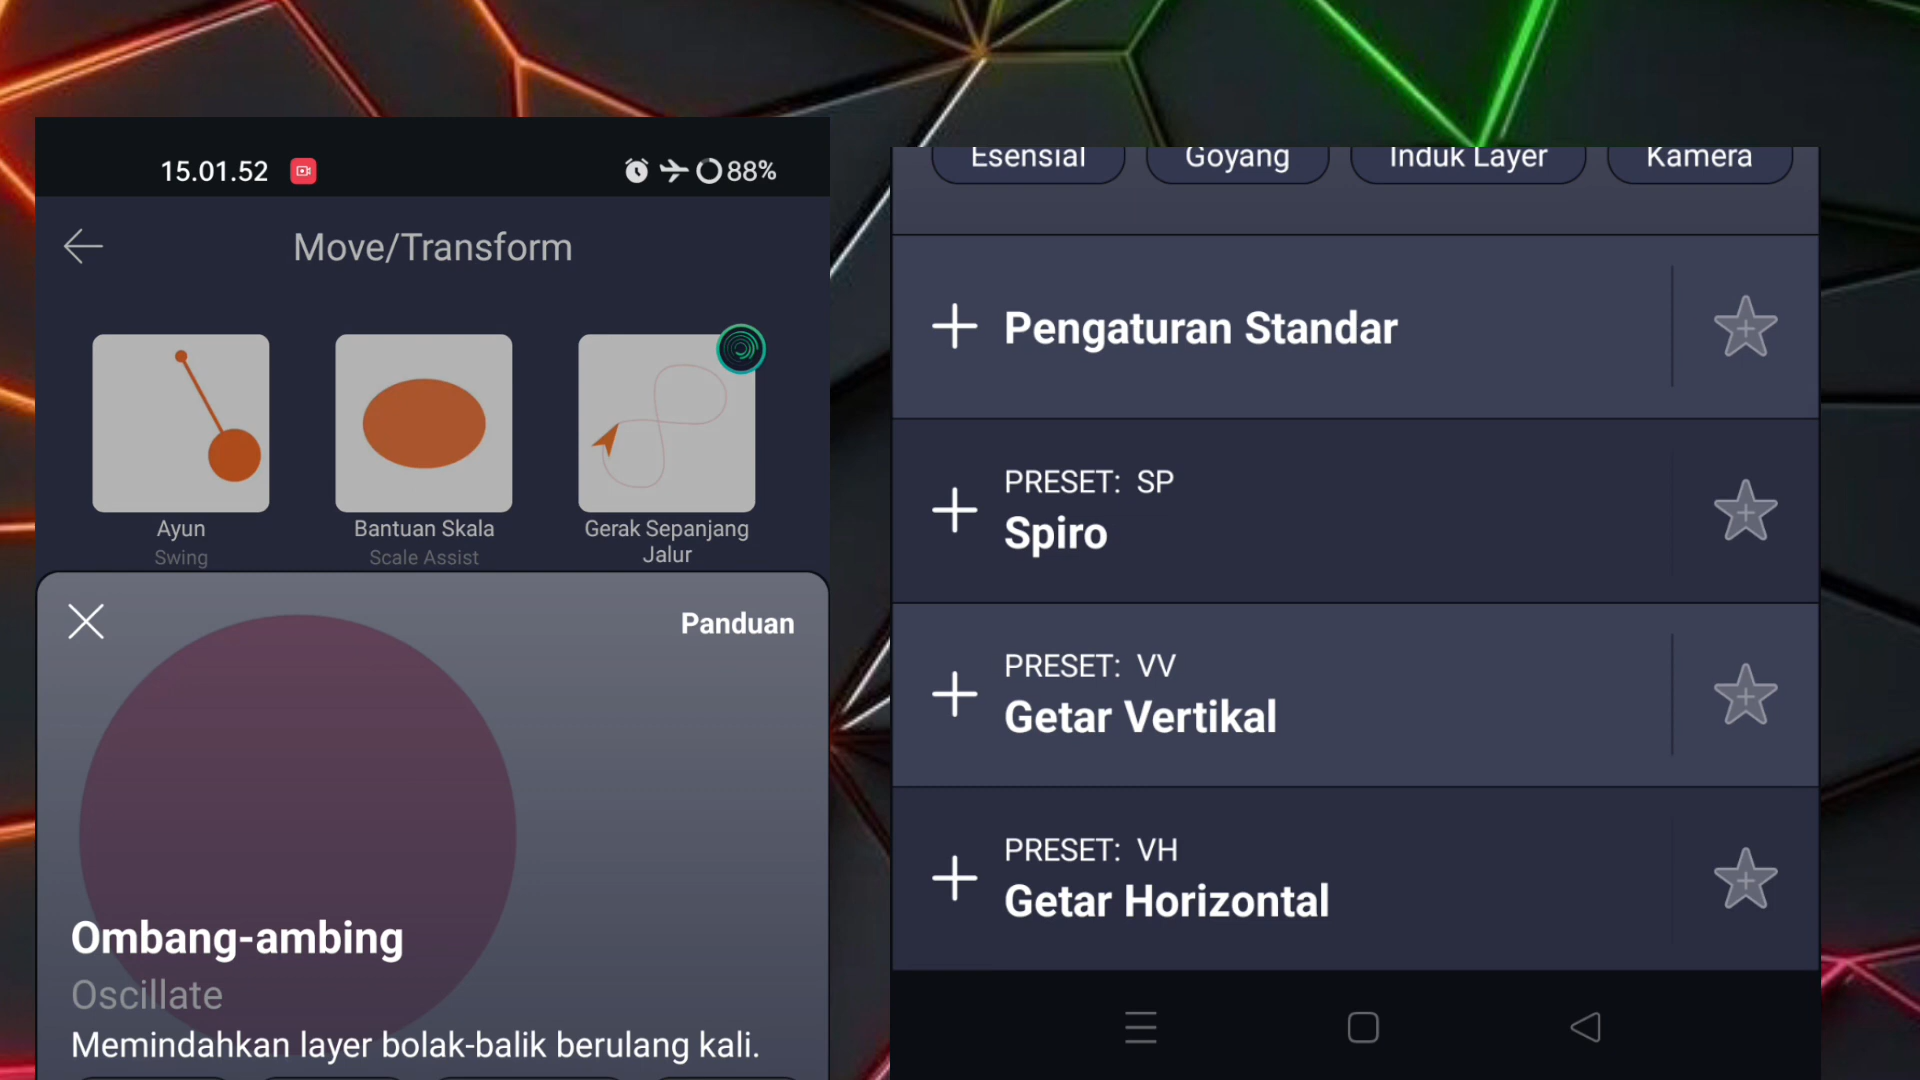 15.01.52
88%
Move/Transform
Ayun
Swing
Bantuan Skala
Scale Assist
Gerak Sepanjang
Jalur
Panduan
Ombang-ambing
Oscillate
Memindahkan layer bolak-balik berulang kali.
Esensial
Goyang
Induk Layer
Kamera
Pengaturan Standar
PRESET: SP
Spiro
PRESET: VV
Getar Vertikal
PRESET: VH
Getar Horizontal